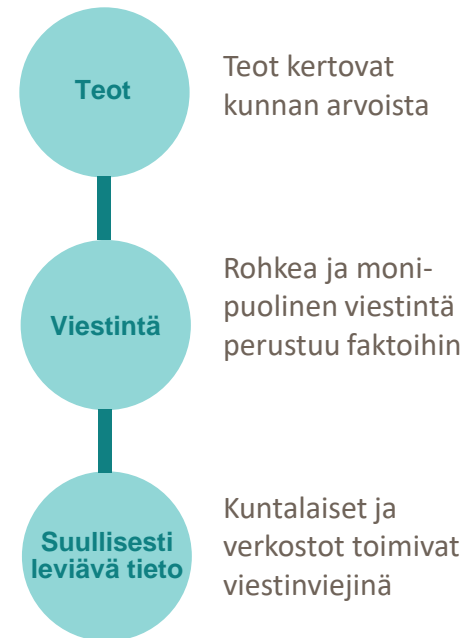 Teot
Teot kertovat
kunnan arvoista
Viestintä
Rohkea ja moni-
puolinen viestintä
perustuu faktoihin
Suullisesti
leviävä tieto
Kuntalaiset ja
verkostot toimivat
viestinviejinä